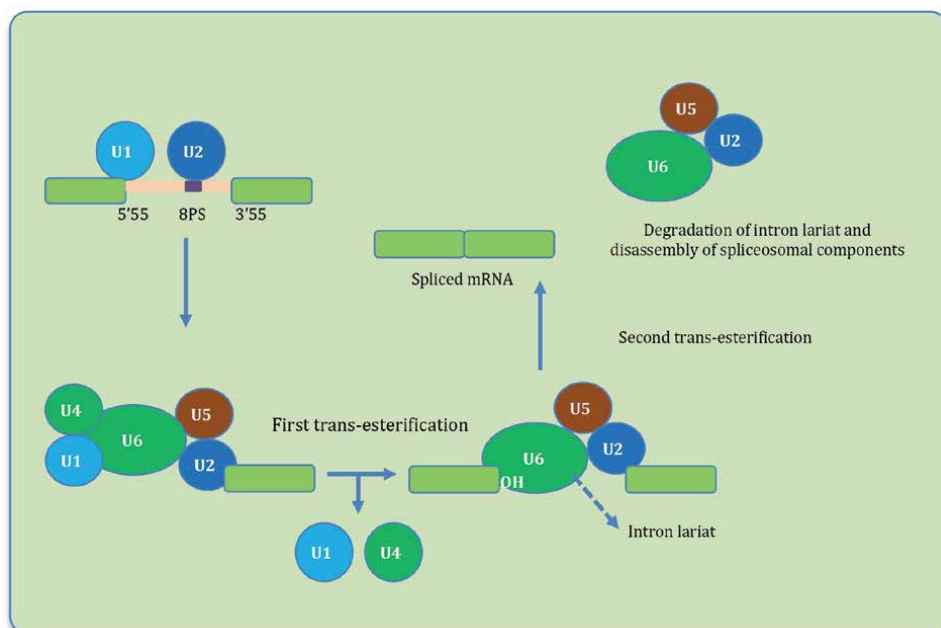 U1
U2
5'55
8PS
3'55
U4
U6
U5
U1
U2
First trans-esterification
U1
U4
U5
U6
U2
OH
Intron lariat
Second trans-esterification
Spliced mRNA
U5
U2
U6
Degradation of intron lariat and
disassembly of spliceosomal components